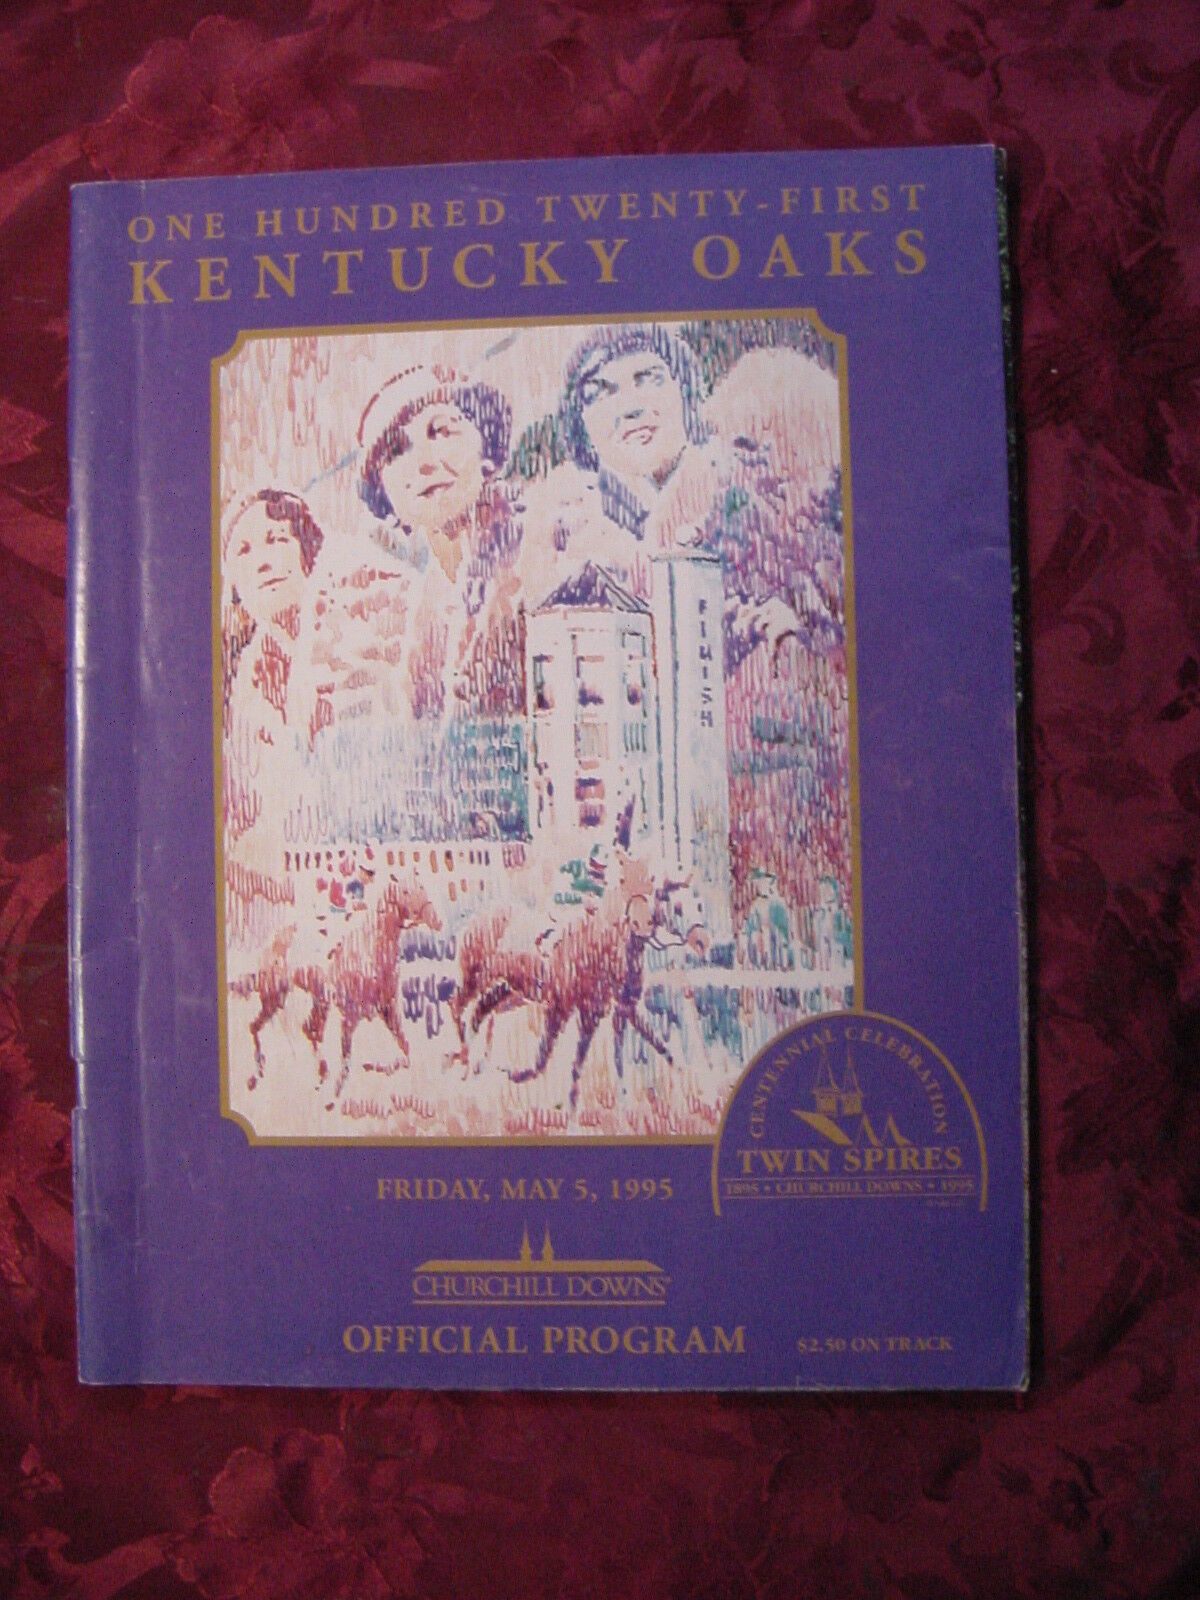 ONE HUNDRED TWENTY-FIRST
KENTUCKY OAKS
FINISH
CENTENNIAL CELEBRATION
TWIN SPIRES
1895 • CHURCHILL DOWNS • 1995
FRIDAY, MAY 5, 1995
CHURCHILL DOWNS®
OFFICIAL PROGRAM
$2.50 ON TRACK